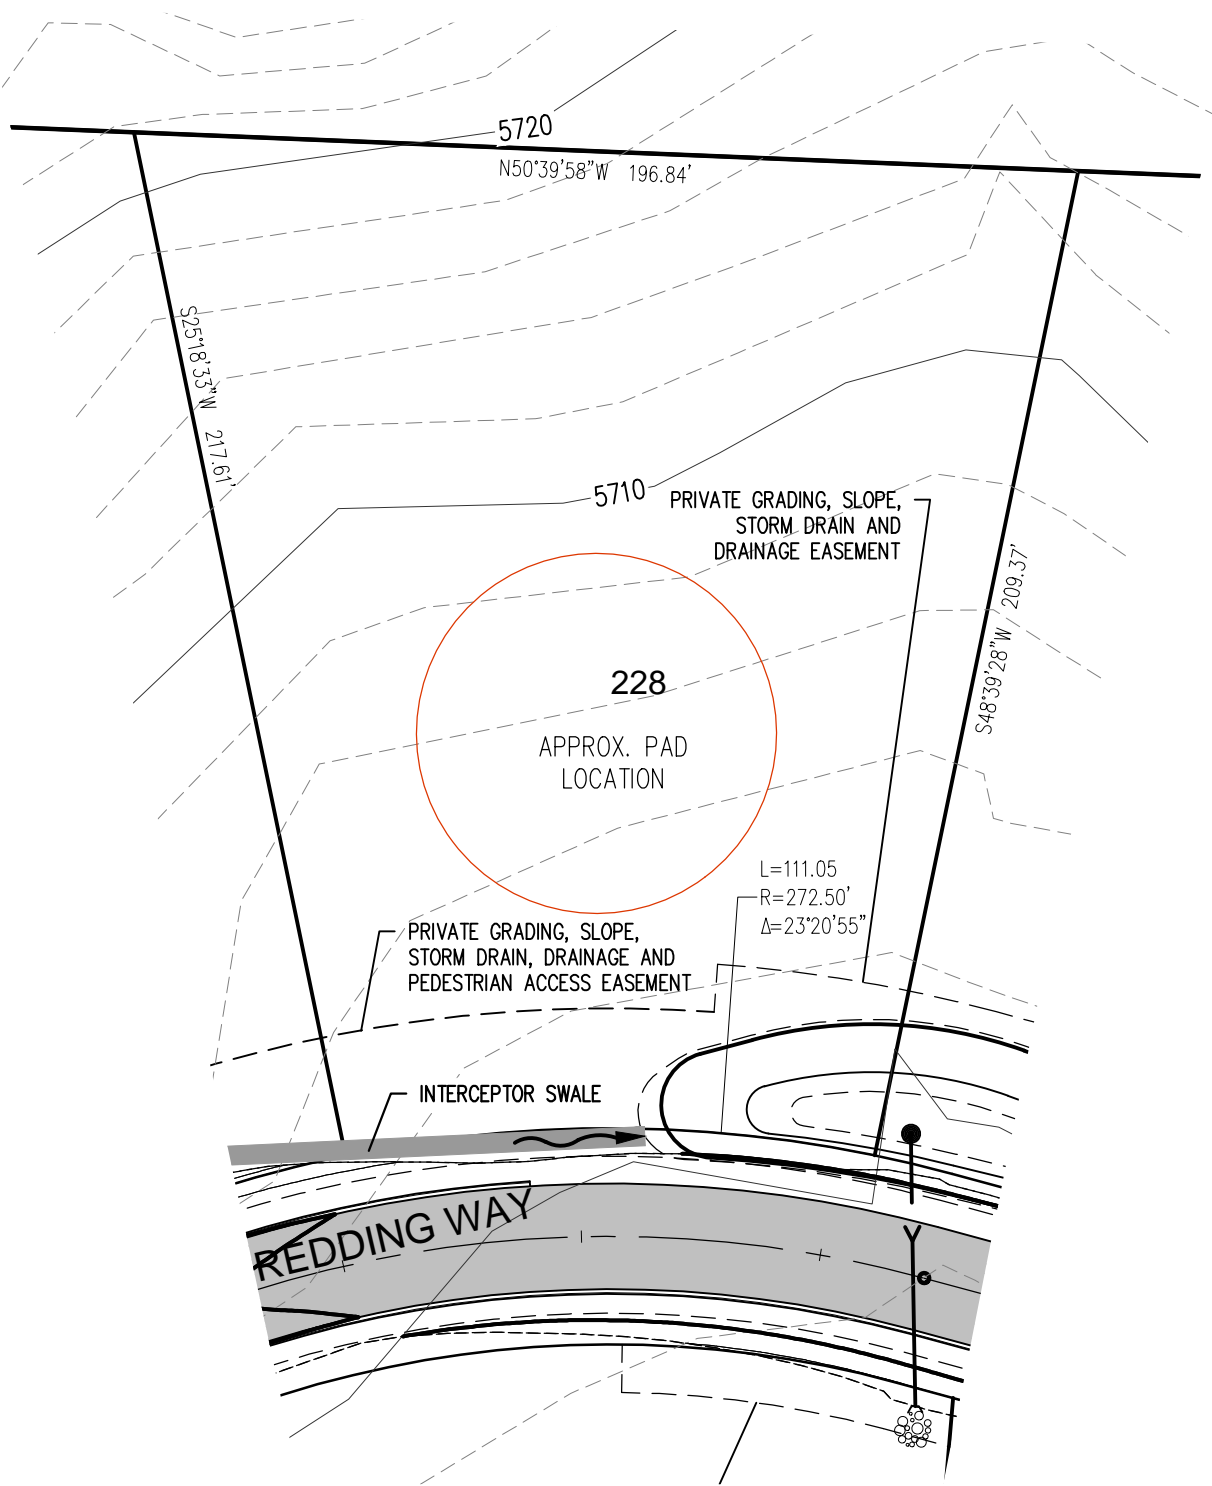 5720
N50°39'58"W 196.84'
S25°18'33"W 217.61'
5710
PRIVATE GRADING, SLOPE,
STORM DRAIN AND
DRAINAGE EASEMENT
S48°39'28"W 209.37'
228
APPROX. PAD
LOCATION
L=111.05
R=272.50'
Δ=23°20'55"
PRIVATE GRADING, SLOPE,
STORM DRAIN, DRAINAGE AND
PEDESTRIAN ACCESS EASEMENT
INTERCEPTOR SWALE
REDDING WAY